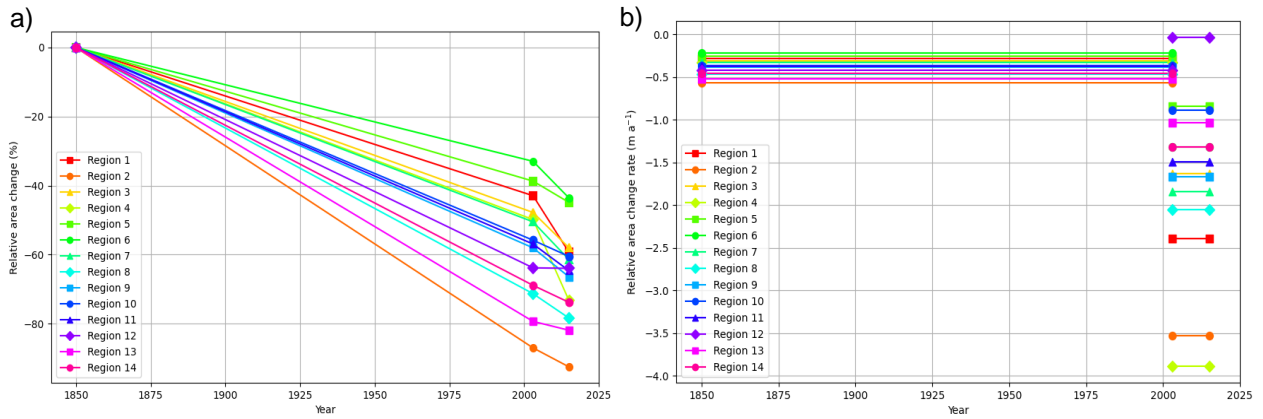 a)
Relative area change (%)
0
−20
−40
−60
−80
Region 1
Region 2
Region 3
Region 4
Region 5
Region 6
Region 7
Region 8
Region 9
Region 10
Region 11
Region 12
Region 13
Region 14
1850 1875 1900 1925 1950 1975 2000 2025
Year
b)
Relative area change rate (m a⁻¹)
0.0
−0.5
−1.0
−1.5
−2.0
−2.5
−3.0
−3.5
−4.0
Region 1
Region 2
Region 3
Region 4
Region 5
Region 6
Region 7
Region 8
Region 9
Region 10
Region 11
Region 12
Region 13
Region 14
1850 1875 1900 1925 1950 1975 2000 2025
Year